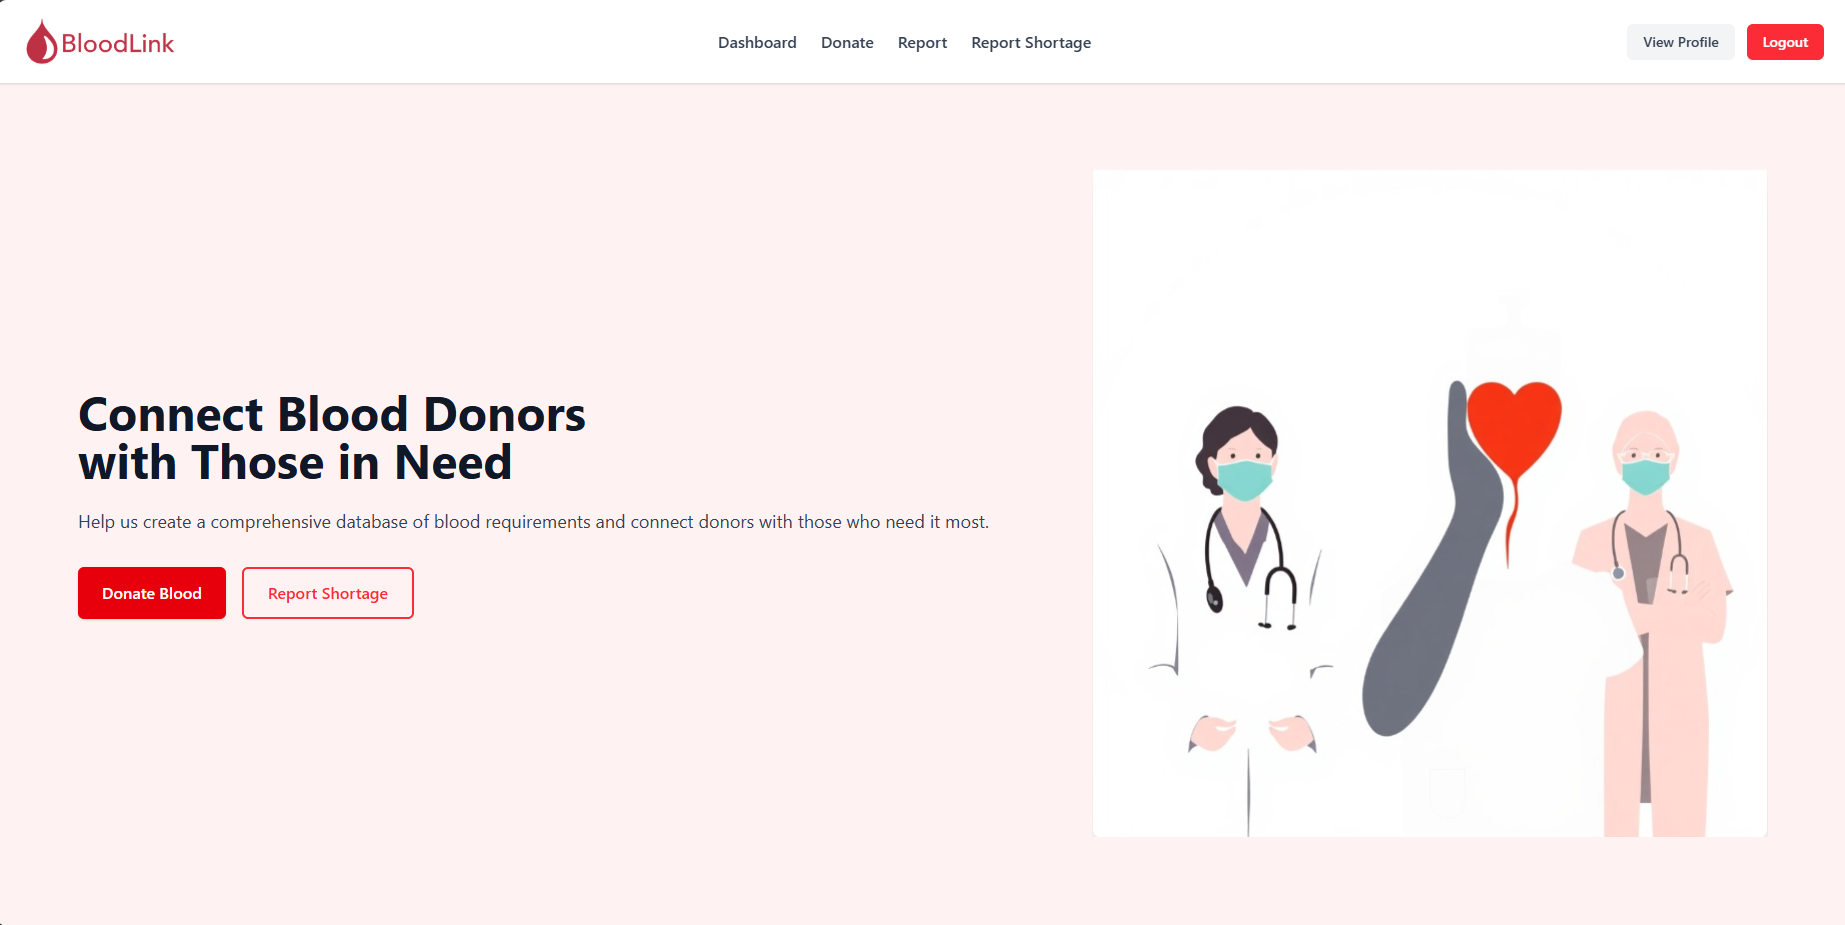 BloodLink
Dashboard Donate Report Report Shortage
View Profile Logout
Connect Blood Donors
with Those in Need
Help us create a comprehensive database of blood requirements and connect donors with those who need it most.
Donate Blood Report Shortage